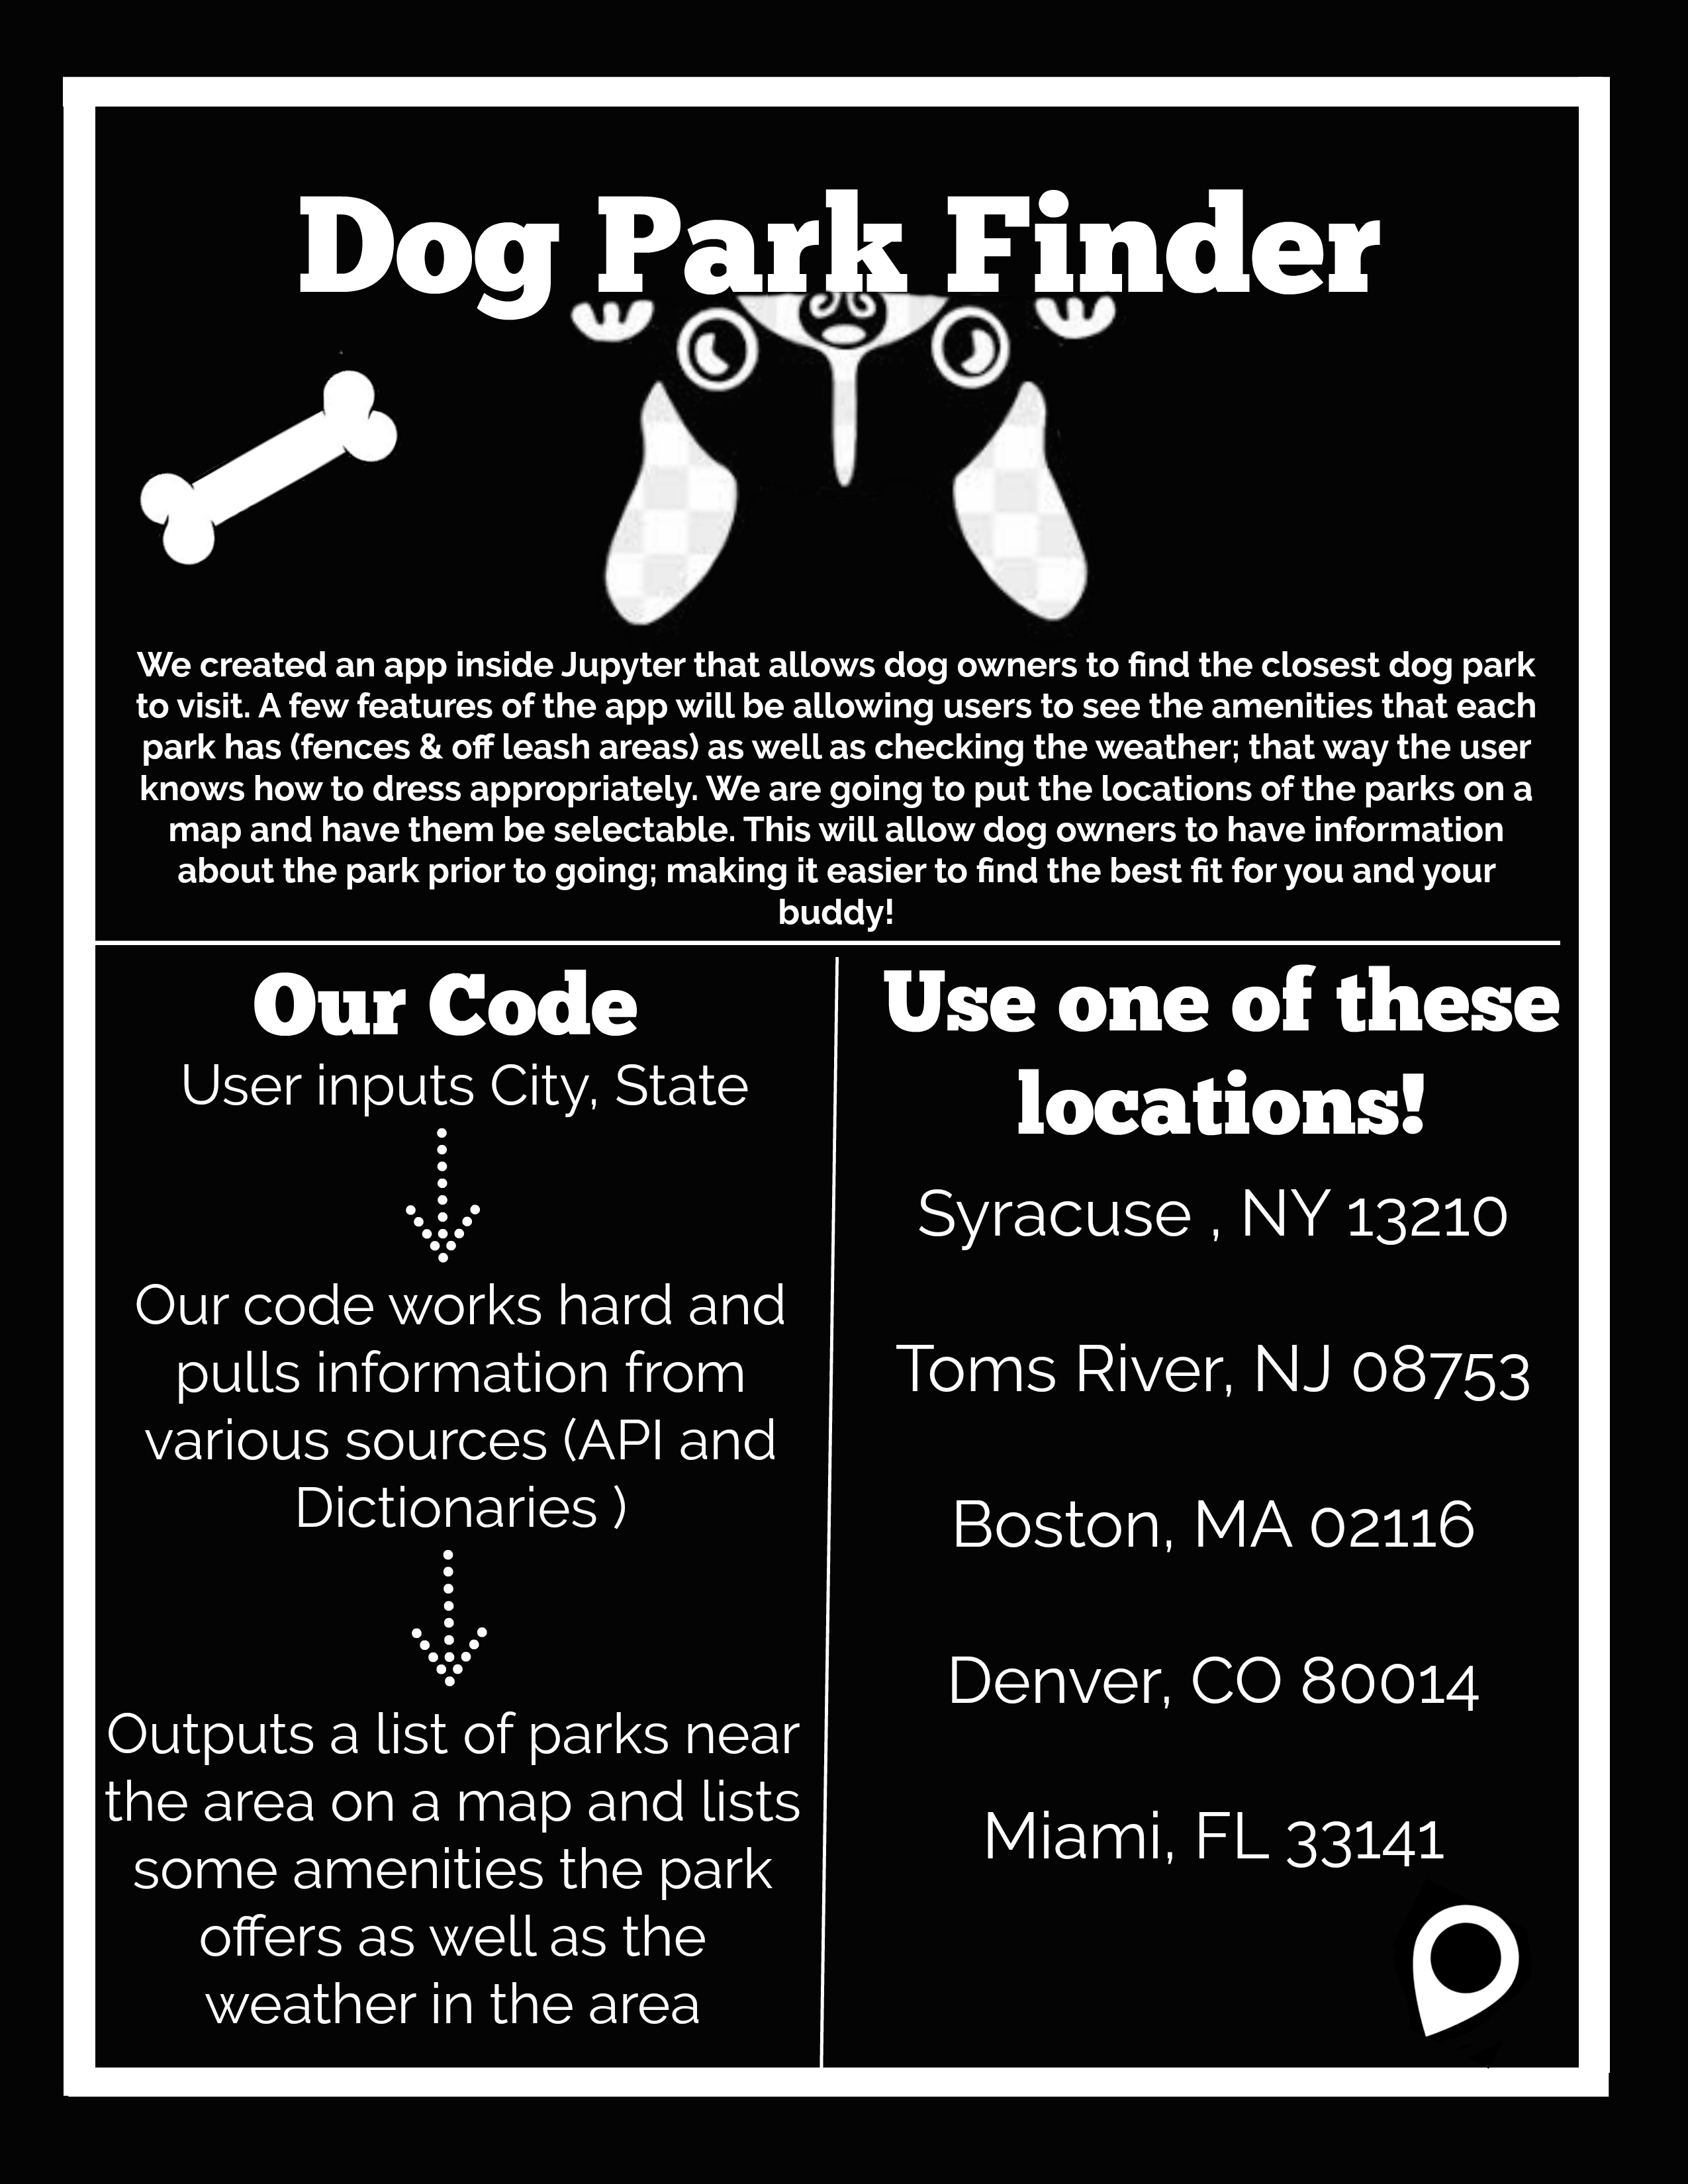 Dog Park Finder
We created an app inside Jupyter that allows dog owners to find the closest dog park
to visit. A few features of the app will be allowing users to see the amenities that each
park has (fences & off leash areas) as well as checking the weather; that way the user
knows how to dress appropriately. We are going to put the locations of the parks on a
map and have them be selectable. This will allow dog owners to have information
about the park prior to going; making it easier to find the best fit for you and your
buddy!
Our Code
User inputs City, State
Our code works hard and
pulls information from
various sources (API and
Dictionaries )
Outputs a list of parks near
the area on a map and lists
some amenities the park
offers as well as the
weather in the area
Use one of these
locations!
Syracuse , NY 13210
Toms River, NJ 08753
Boston, MA 02116
Denver, CO 80014
Miami, FL 33141